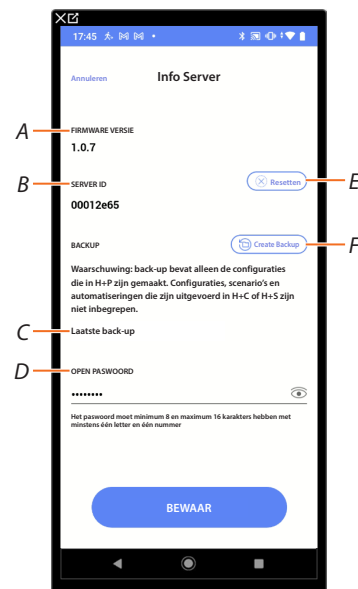 17:45
Annuleren
Info Server
A
FIRMWARE VERSIE
1.0.7
B
SERVER ID
Resetten
E
00012e65
BACKUP
Create Backup
F
Waarschuwing: back-up bevat alleen de configuraties
die in H+P zijn gemaakt. Configuraties, scenario's en
automatiseringen die zijn uitgevoerd in H+C of H+S zijn
niet inbegrepen.
C
Laatste back-up
D
OPEN PASWOORD
••••••••
Het paswoord moet minimum 8 en maximum 16 karakters hebben met
minstens één letter en één nummer
BEWAAR